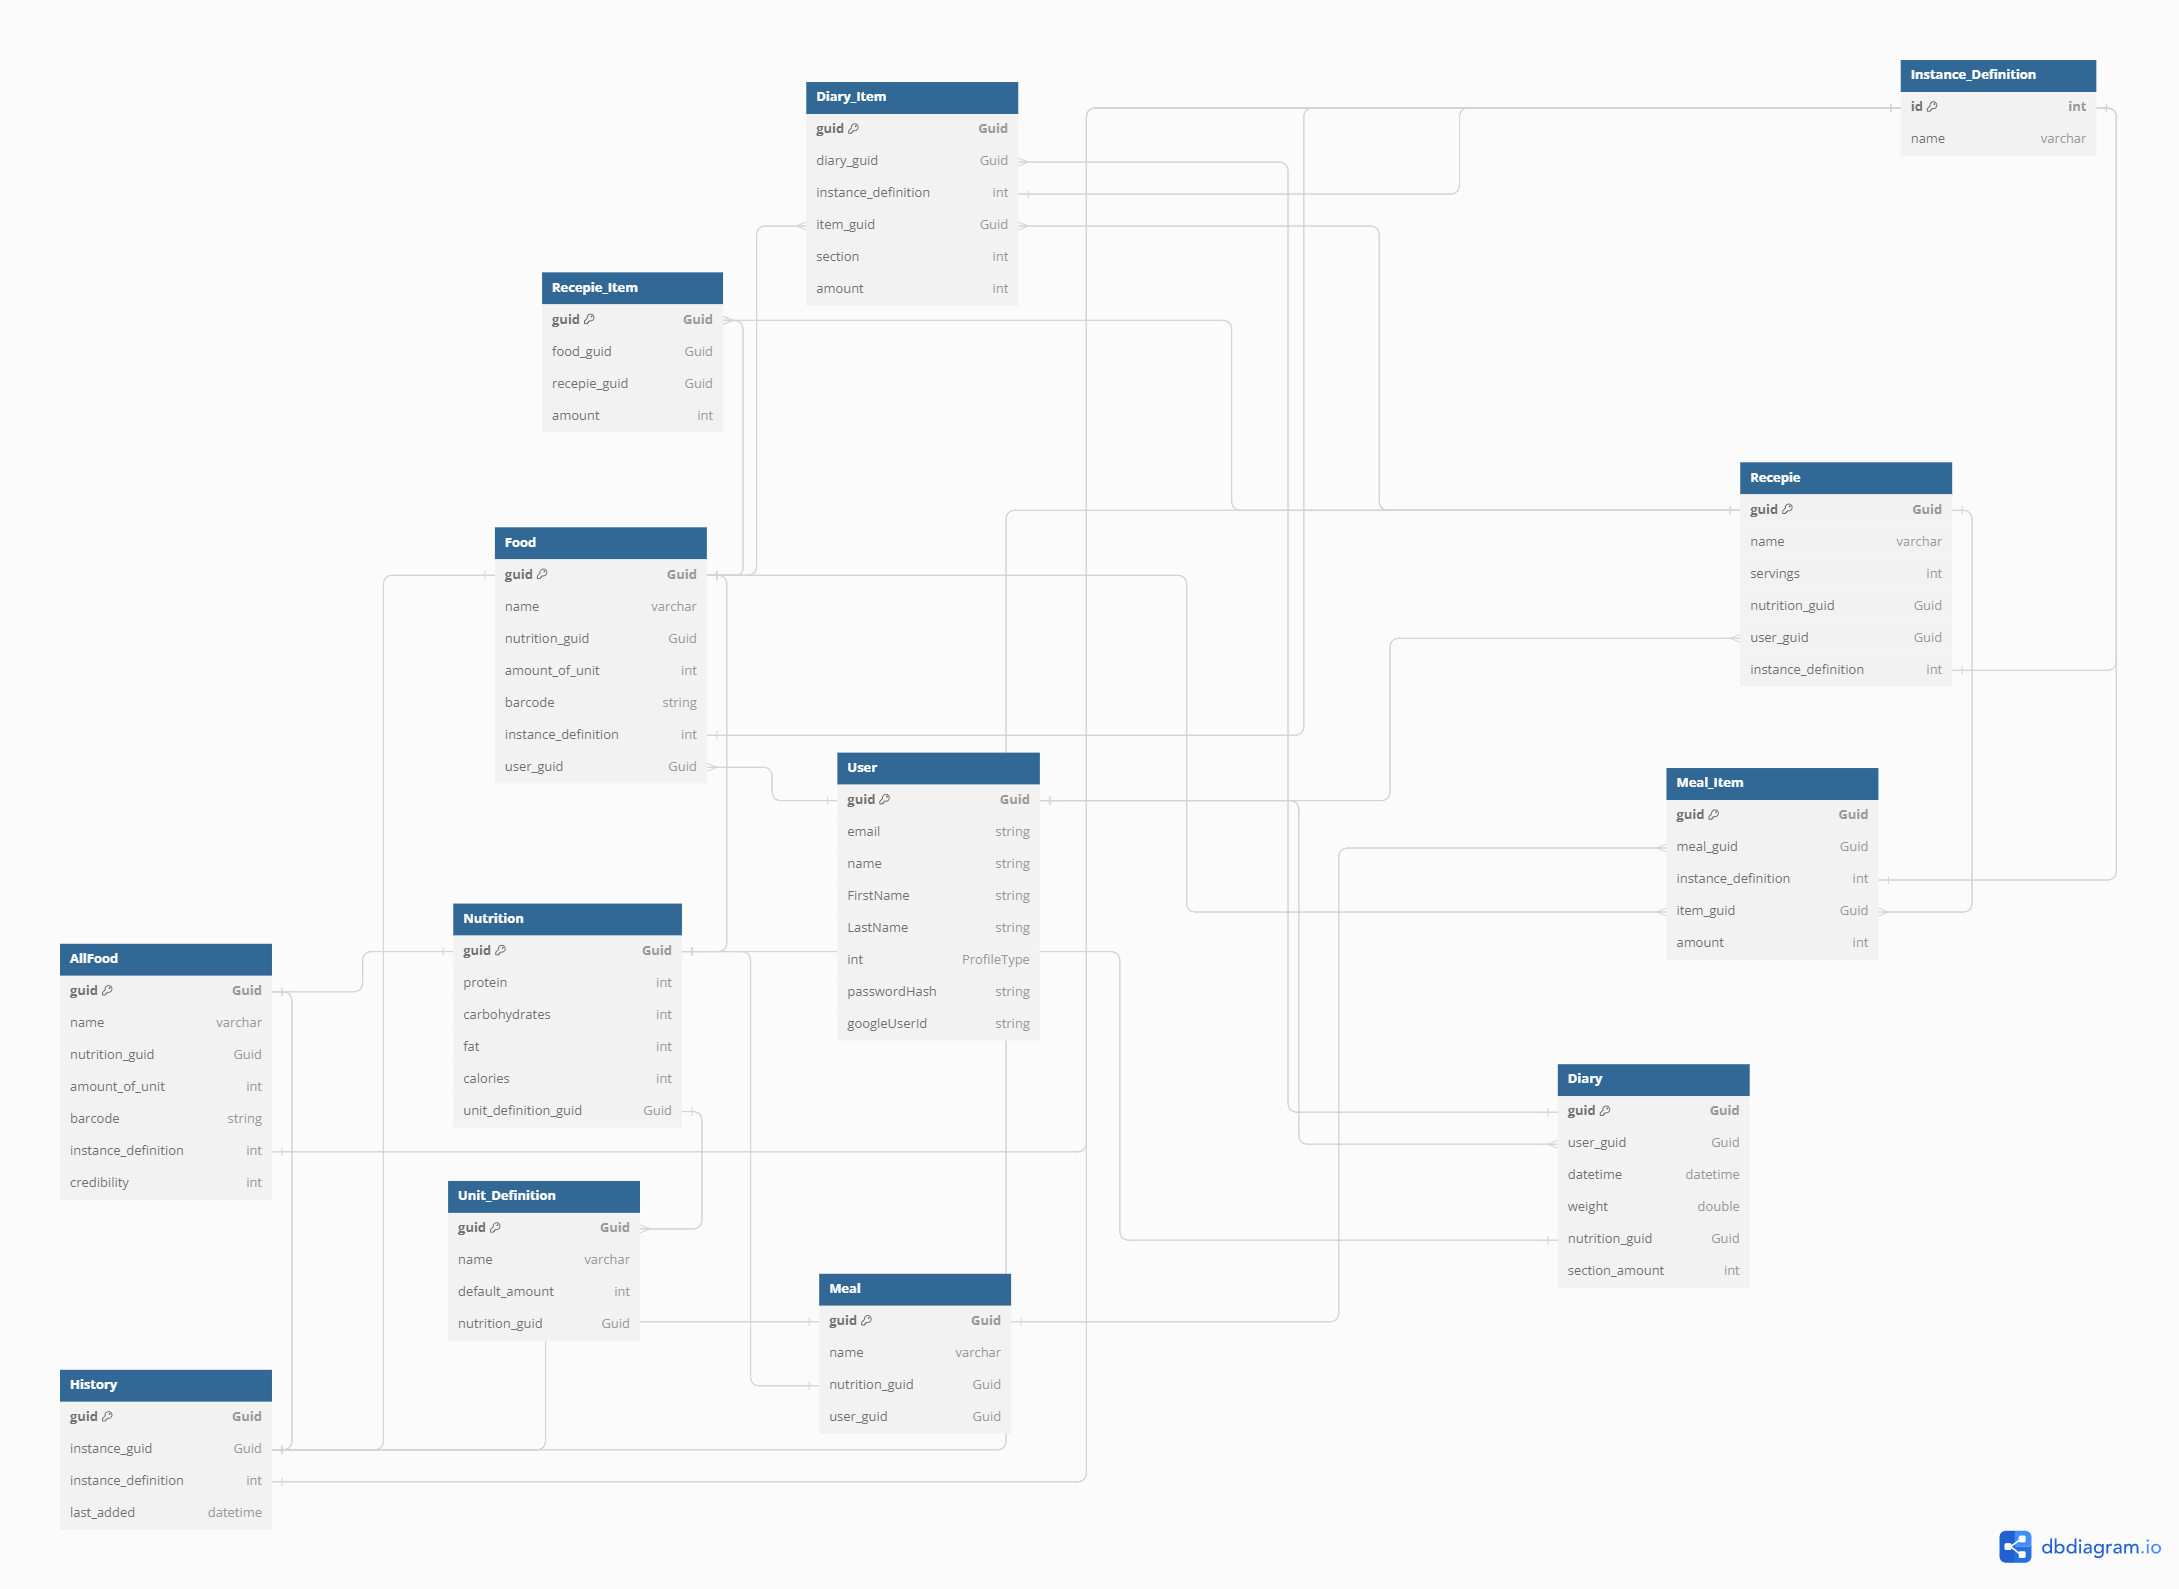 Instance_Definition
id int
name varchar
Diary_Item
guid Guid
diary_guid Guid
instance_definition int
item_guid Guid
section int
amount int
Recepie_Item
guid Guid
food_guid Guid
recepie_guid Guid
amount int
Recepie
guid Guid
name varchar
servings int
nutrition_guid Guid
user_guid Guid
instance_definition int
Food
guid Guid
name varchar
nutrition_guid Guid
amount_of_unit int
barcode string
instance_definition int
user_guid Guid
User
guid Guid
email string
name string
FirstName string
LastName string
int ProfileType
passwordHash string
googleUserId string
Meal_Item
guid Guid
meal_guid Guid
instance_definition int
item_guid Guid
amount int
Nutrition
guid Guid
protein int
carbohydrates int
fat int
calories int
unit_definition_guid Guid
AllFood
guid Guid
name varchar
nutrition_guid Guid
amount_of_unit int
barcode string
instance_definition int
credibility int
Diary
guid Guid
user_guid Guid
datetime datetime
weight double
nutrition_guid Guid
section_amount int
Unit_Definition
guid Guid
name varchar
default_amount int
nutrition_guid Guid
Meal
guid Guid
name varchar
nutrition_guid Guid
user_guid Guid
History
guid Guid
instance_guid Guid
instance_definition int
last_added datetime
dbdiagram.io